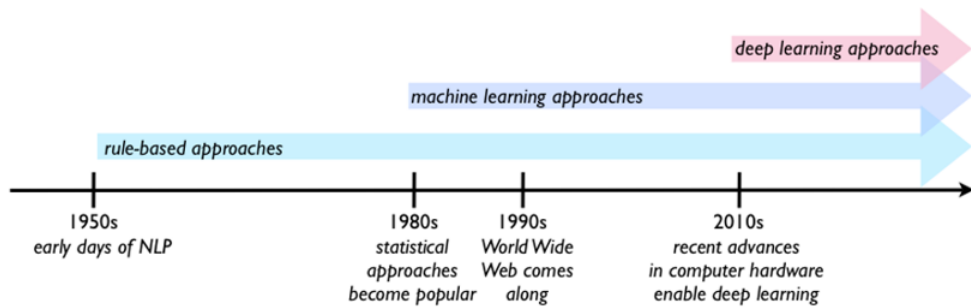 deep learning approaches
machine learning approaches
rule-based approaches
1950s
early days of NLP
1980s
statistical
approaches
become popular
1990s
World Wide
Web comes
along
2010s
recent advances
in computer hardware
enable deep learning